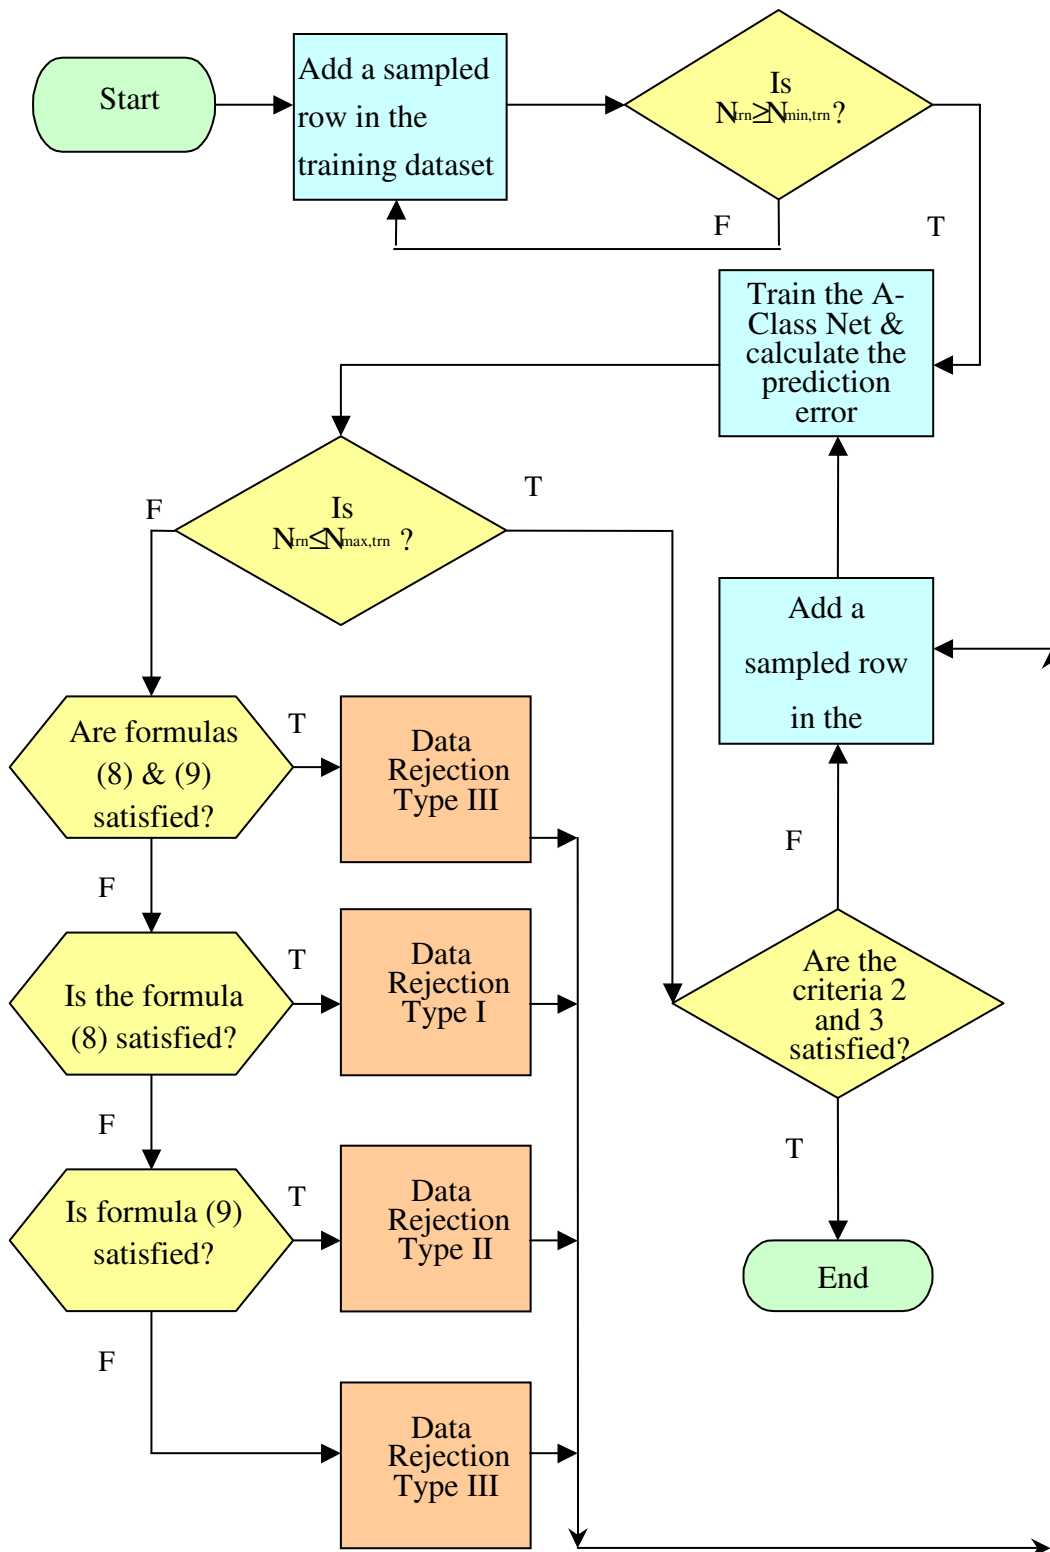 Start
Add a sampled
row in the
training dataset
Is
Ntrn≥Nmin,trn?
F
T
Train the A-
Class Net &
calculate the
prediction
error
Is
Ntrn≤Nmax,trn ?
F
T
Add a
sampled row
in the
Are formulas
(8) & (9)
satisfied?
T
Data
Rejection
Type III
F
F
Is the formula
(8) satisfied?
T
Data
Rejection
Type I
Are the
criteria 2
and 3
satisfied?
F
T
Is formula (9)
satisfied?
T
Data
Rejection
Type II
End
F
Data
Rejection
Type III